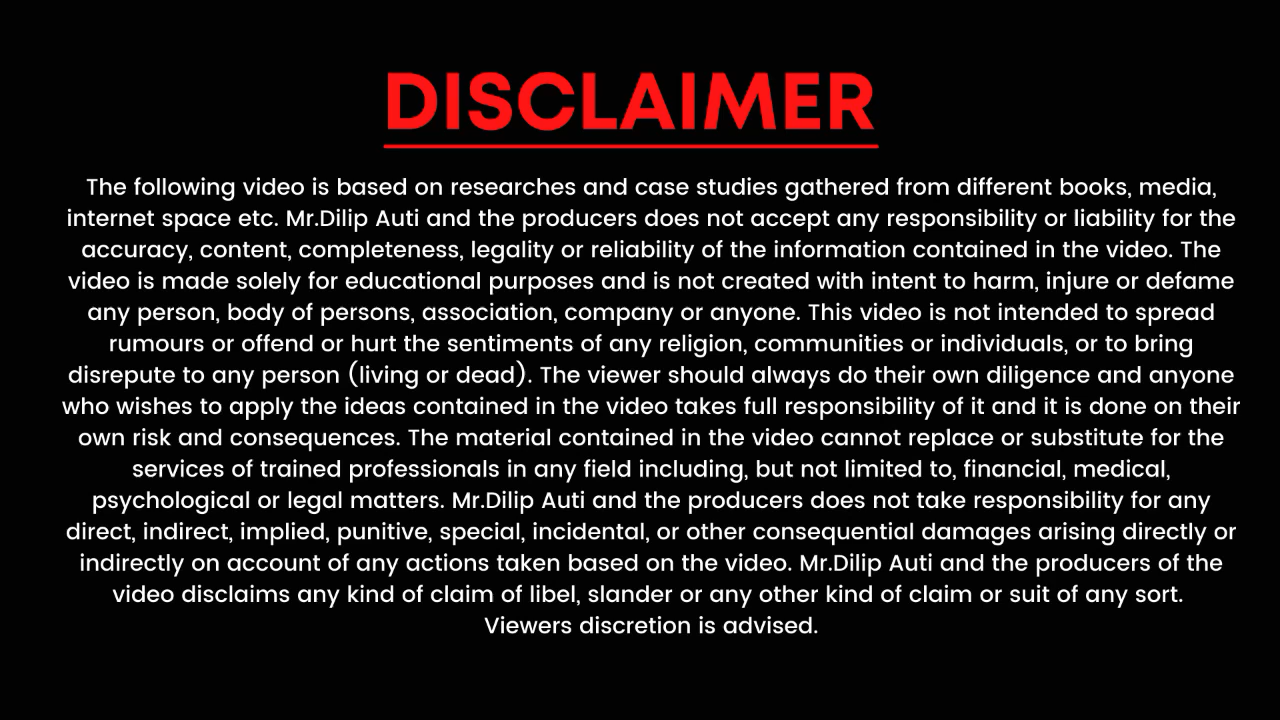 DISCLAIMER
The following video is based on researches and case studies gathered from different books, media,
internet space etc. Mr.Dilip Auti and the producers does not accept any responsibility or liability for the
accuracy, content, completeness, legality or reliability of the information contained in the video. The
video is made solely for educational purposes and is not created with intent to harm, injure or defame
any person, body of persons, association, company or anyone. This video is not intended to spread
rumours or offend or hurt the sentiments of any religion, communities or individuals, or to bring
disrepute to any person (living or dead). The viewer should always do their own diligence and anyone
who wishes to apply the ideas contained in the video takes full responsibility of it and it is done on their
own risk and consequences. The material contained in the video cannot replace or substitute for the
services of trained professionals in any field including, but not limited to, financial, medical,
psychological or legal matters. Mr.Dilip Auti and the producers does not take responsibility for any
direct, indirect, implied, punitive, special, incidental, or other consequential damages arising directly or
indirectly on account of any actions taken based on the video. Mr.Dilip Auti and the producers of the
video disclaims any kind of claim of libel, slander or any other kind of claim or suit of any sort.
Viewers discretion is advised.